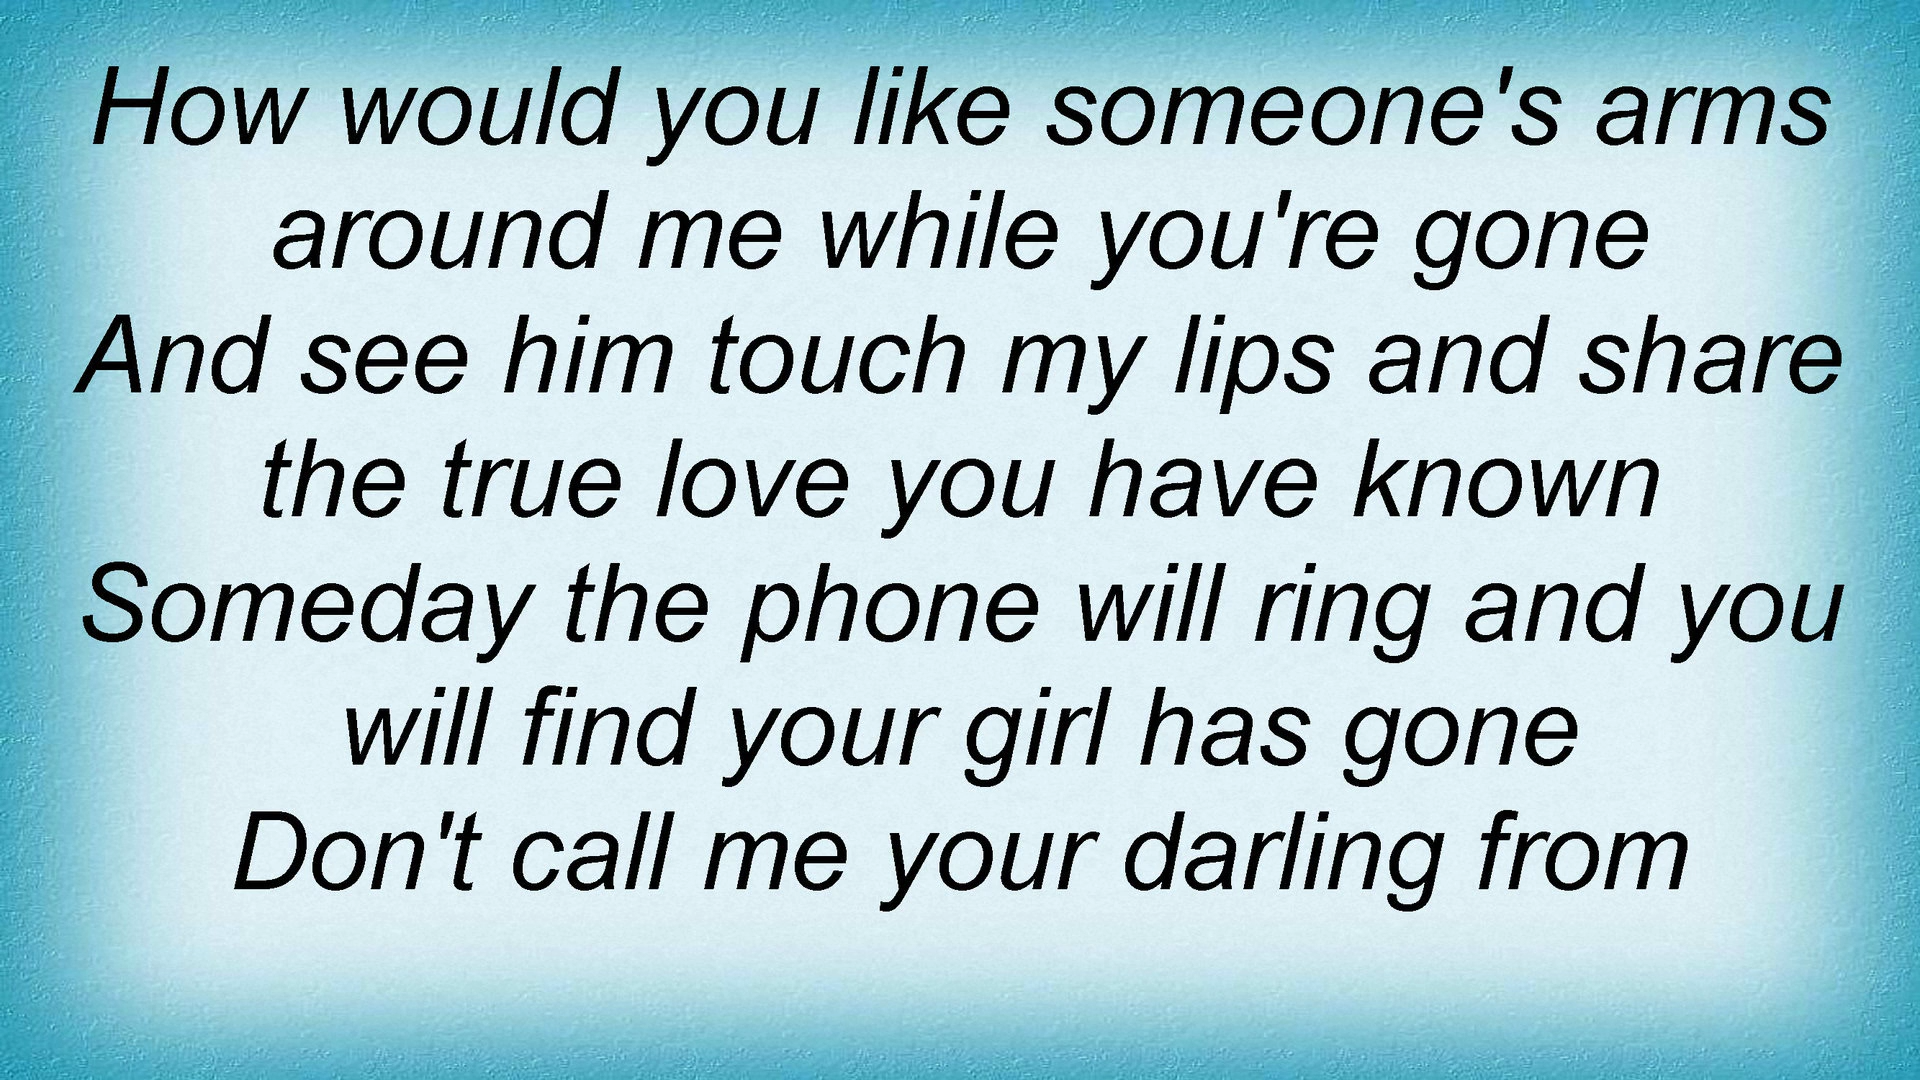 How would you like someone's arms
around me while you're gone
And see him touch my lips and share
the true love you have known
Someday the phone will ring and you
will find your girl has gone
Don't call me your darling from